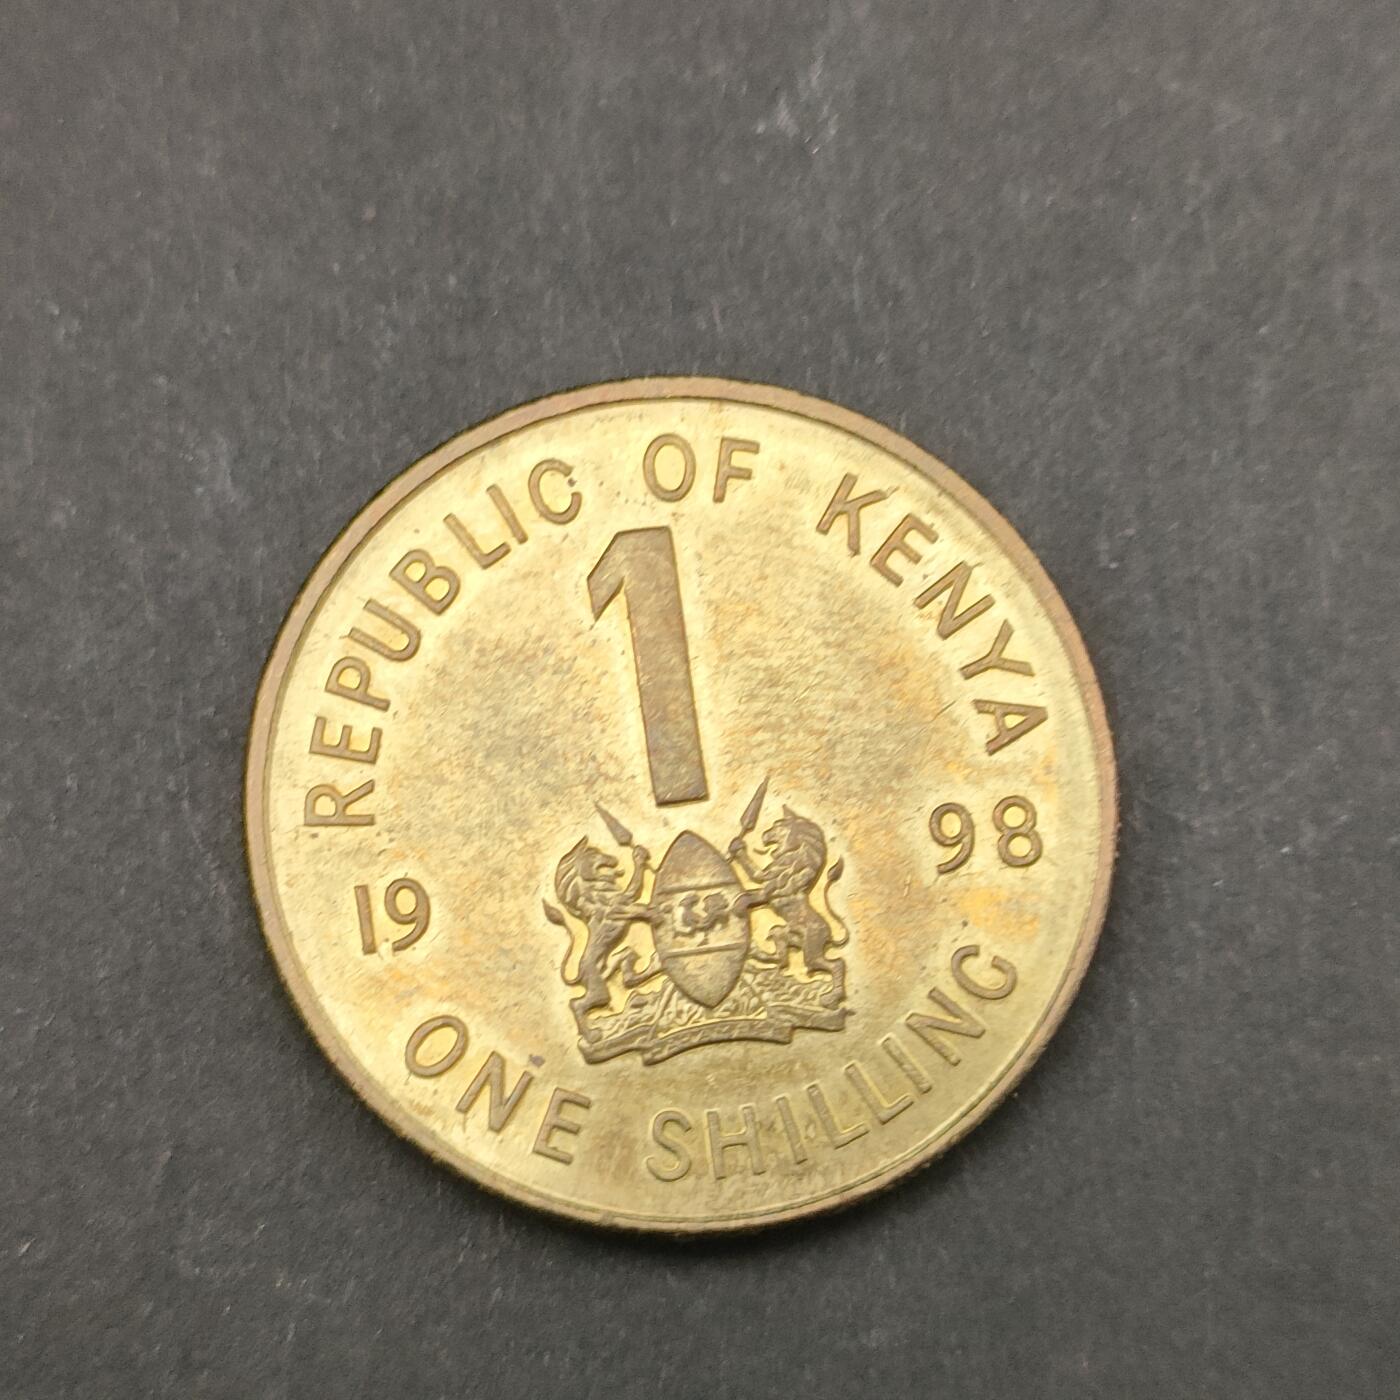 REPUBLIC OF KENYA
1
19 98
ONE SHILLING